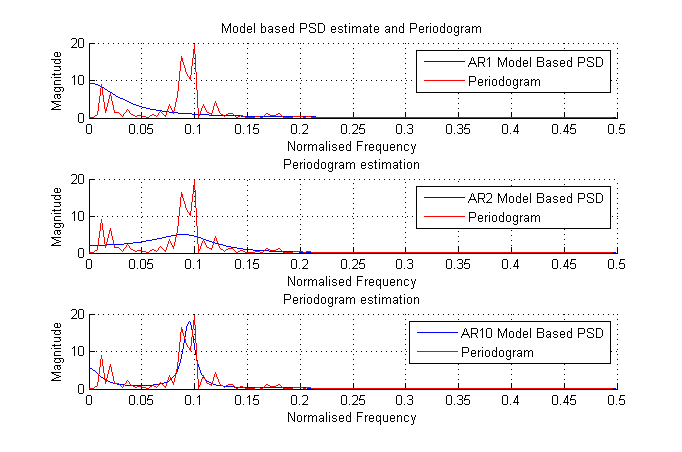 Model based PSD estimate and Periodogram
20
10
0
Magnitude
AR1 Model Based PSD
Periodogram
0 0.05 0.1 0.15 0.2 0.25 0.3 0.35 0.4 0.45 0.5
Normalised Frequency
Periodogram estimation
20
10
0
Magnitude
AR2 Model Based PSD
Periodogram
0 0.05 0.1 0.15 0.2 0.25 0.3 0.35 0.4 0.45 0.5
Normalised Frequency
Periodogram estimation
20
10
0
Magnitude
AR10 Model Based PSD
Periodogram
0 0.05 0.1 0.15 0.2 0.25 0.3 0.35 0.4 0.45 0.5
Normalised Frequency